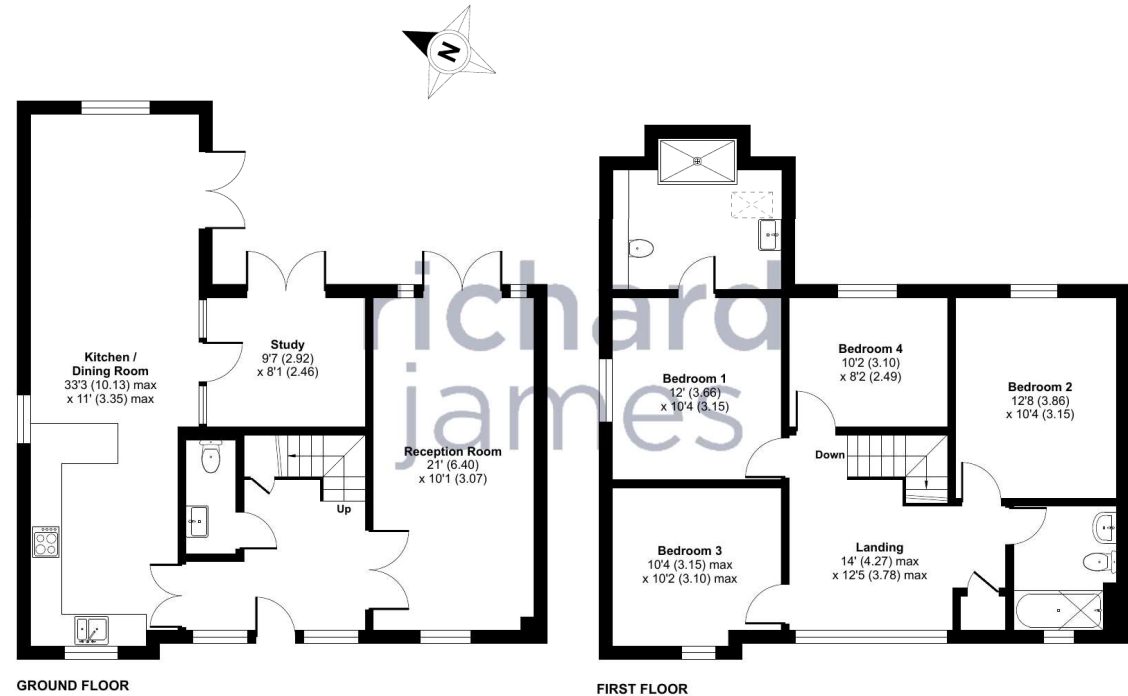 N
Kitchen /
Dining Room
33'3 (10.13) max
x 11' (3.35) max
Study
9'7 (2.92)
x 8'1 (2.46)
Reception Room
21' (6.40)
x 10'1 (3.07)
Up
GROUND FLOOR
richard
james
Bedroom 1
12' (3.66)
x 10'4 (3.15)
Bedroom 4
10'2 (3.10)
x 8'2 (2.49)
Bedroom 2
12'8 (3.86)
x 10'4 (3.15)
Down
Bedroom 3
10'4 (3.15) max
x 10'2 (3.10) max
Landing
14' (4.27) max
x 12'5 (3.78) max
FIRST FLOOR